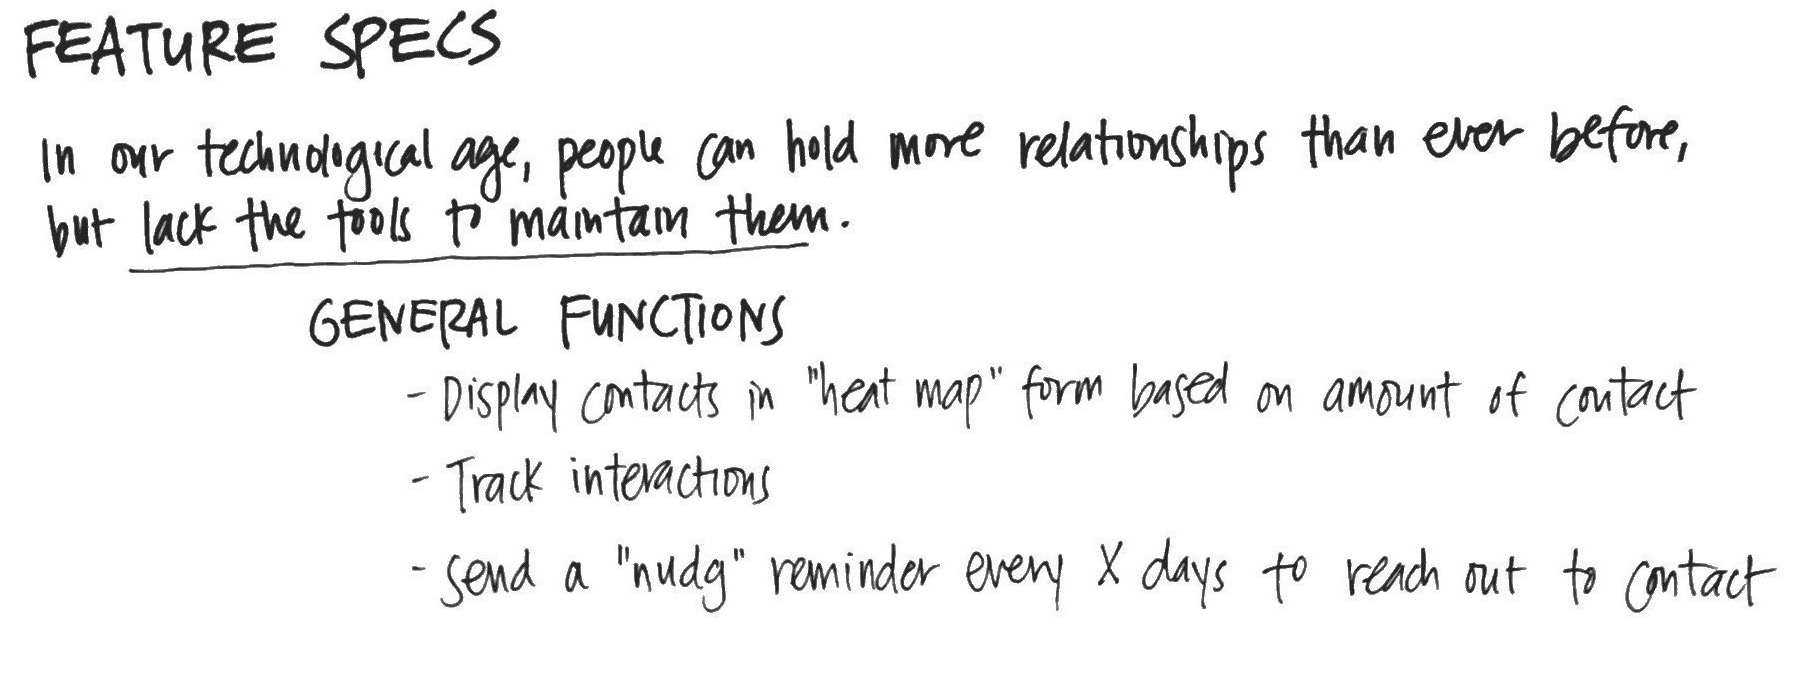 FEATURE SPECS
In our technological age, people can hold more relationships than ever before,
but lack the tools to maintain them.
GENERAL FUNCTIONS
- Display contacts in "heat map" form based on amount of contact
- Track interactions
- Send a "nudg" reminder every X days to reach out to contact